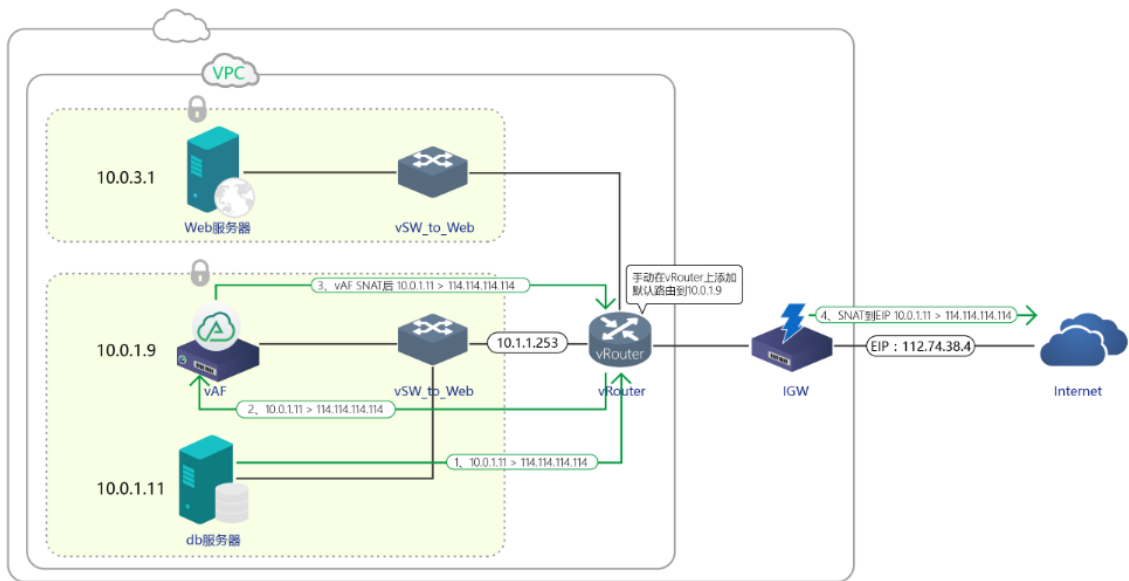 VPC
10.0.3.1
Web服务器
vSW_to_Web
手动在vRouter上添加
默认路由到10.0.1.9
3、vAF SNAT后 10.0.1.11 > 114.114.114.114
4、SNAT到EIP 10.0.1.11 > 114.114.114.114
10.0.1.9
10.1.1.253
vRouter
EIP：112.74.38.4
vAF
vSW_to_Web
vRouter
IGW
Internet
2、10.0.1.11 > 114.114.114.114
1、10.0.1.11 > 114.114.114.114
10.0.1.11
db服务器